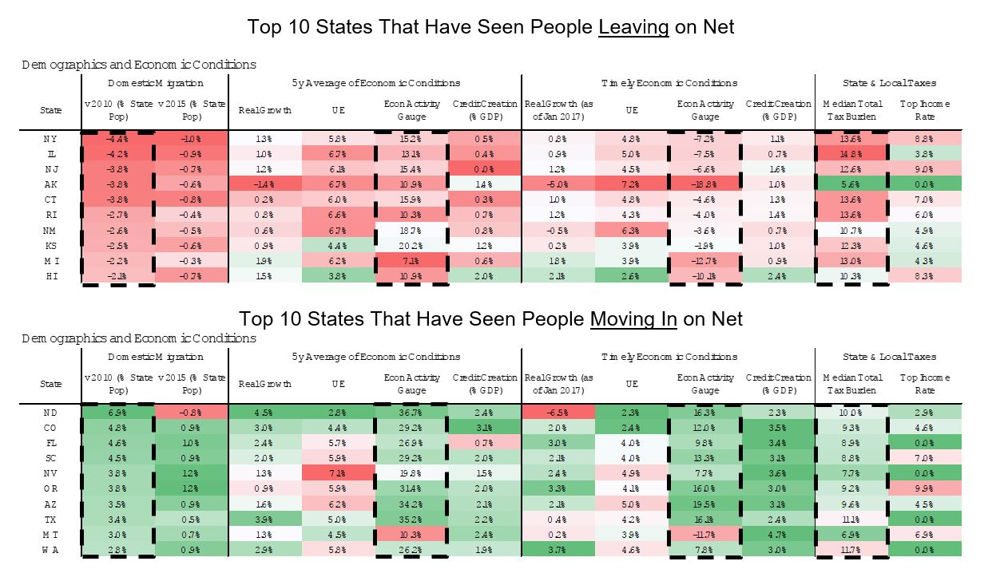 Top 10 States That Have Seen People Leaving on Net
Demographics and Economic Conditions
Domestic Migration 5y Average of Economic Conditions Timely Economic Conditions State & Local Taxes
State v 2010 (% State Pop) v 2015 (% State Pop) Real Growth UE Econ Activity Gauge Credit Creation (% GDP) Real Growth (as of Jan 2017) UE Econ Activity Gauge Credit Creation (% GDP) Median Total Tax Burden Top Income Rate
NY -4.4% -1.0% 1.3% 5.8% 15.2% 0.5% 0.8% 4.8% -7.2% 1.1% 13.6% 8.8%
IL -4.2% -0.9% 1.0% 6.7% 13.1% 0.4% 0.9% 5.0% -7.5% 0.7% 14.8% 3.8%
NJ -3.8% -0.7% 1.2% 6.1% 15.4% 0.0% 1.2% 4.5% -6.6% 1.6% 12.6% 9.0%
AK -3.8% -0.6% -1.4% 6.7% 10.9% 1.4% -5.0% 7.2% -18.8% 1.0% 5.6% 0.0%
CT -3.8% -0.8% 0.2% 6.0% 15.9% 0.3% 1.0% 4.8% -4.6% 1.3% 13.6% 7.0%
RI -2.7% -0.4% 0.8% 6.6% 10.3% 0.7% 1.2% 4.3% -4.0% 1.4% 13.6% 6.0%
NM -2.6% -0.5% 0.6% 6.7% 18.7% 0.8% -0.5% 6.3% -3.6% 0.7% 10.7% 4.9%
KS -2.5% -0.6% 0.9% 4.4% 20.2% 1.2% 0.2% 3.9% -1.9% 1.0% 12.3% 4.6%
MI -2.2% -0.3% 1.9% 6.2% 7.1% 0.6% 1.8% 3.9% -12.7% 0.9% 13.0% 4.3%
HI -2.1% -0.7% 1.5% 3.8% 10.9% 2.0% 2.1% 2.6% -10.1% 2.4% 10.3% 8.3%
Top 10 States That Have Seen People Moving In on Net
Demographics and Economic Conditions
Domestic Migration 5y Average of Economic Conditions Timely Economic Conditions State & Local Taxes
State v 2010 (% State Pop) v 2015 (% State Pop) Real Growth UE Econ Activity Gauge Credit Creation (% GDP) Real Growth (as of Jan 2017) UE Econ Activity Gauge Credit Creation (% GDP) Median Total Tax Burden Top Income Rate
ND 6.9% -0.8% 4.5% 2.8% 36.7% 2.4% -6.5% 2.3% 16.3% 2.3% 10.0% 2.9%
CO 4.8% 0.9% 3.0% 4.4% 29.2% 3.1% 2.0% 2.4% 12.0% 3.5% 9.3% 4.6%
FL 4.6% 1.0% 2.4% 5.7% 26.9% 0.7% 3.0% 4.0% 9.8% 3.4% 8.9% 0.0%
SC 4.5% 0.9% 2.0% 5.9% 29.2% 2.0% 2.1% 4.0% 13.3% 3.1% 8.8% 7.0%
NV 3.8% 1.2% 1.3% 7.1% 19.8% 1.5% 2.4% 4.9% 7.7% 3.6% 7.7% 0.0%
OR 3.8% 1.2% 0.9% 5.9% 31.4% 2.0% 3.3% 4.1% 16.0% 3.0% 9.2% 9.9%
AZ 3.5% 0.9% 1.6% 6.2% 34.2% 2.1% 2.1% 5.0% 19.5% 3.1% 9.6% 4.5%
TX 3.4% 0.5% 3.9% 5.0% 35.2% 2.2% 0.4% 4.2% 16.1% 2.4% 11.1% 0.0%
MT 3.0% 0.7% 1.3% 4.5% 10.3% 2.4% 0.2% 3.9% -11.7% 4.7% 6.9% 6.9%
WA 2.8% 0.9% 2.9% 5.8% 26.2% 1.9% 3.7% 4.6% 7.8% 3.0% 11.7% 0.0%